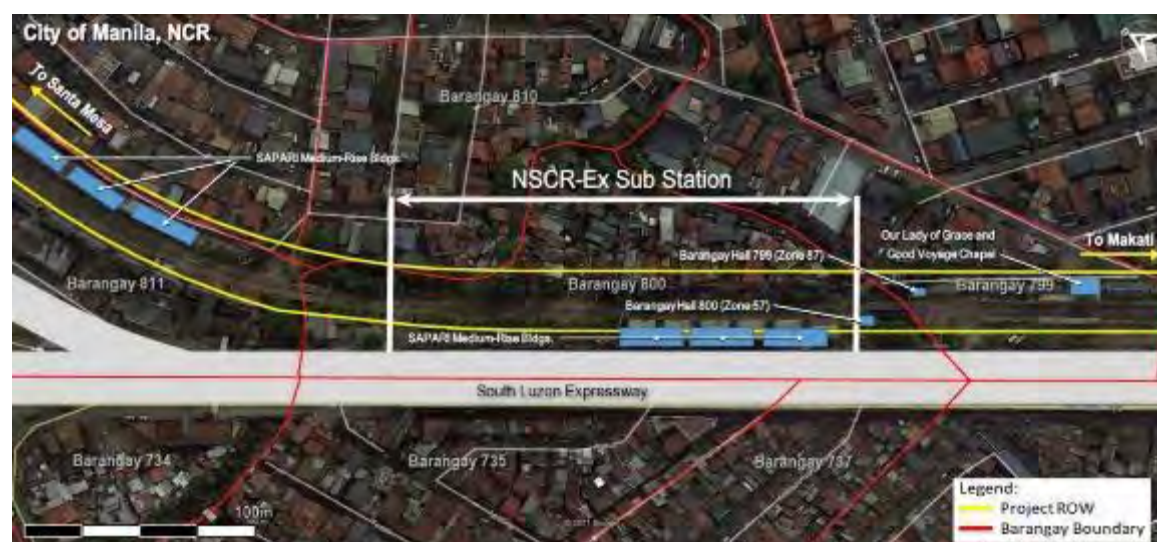 City of Manila, NCR
To Santa Mesa
Barangay 810
SAPARI Medium-Rise Bldgs.
NSCR-Ex Sub Station
Our Lady of Grace and
Good Voyage Chapel
To Makati
Barangay Hall 799 (Zone 87)
Barangay 811
Barangay 800
Barangay 799
Barangay Hall 800 (Zone 57)
SAPARI Medium-Rise Bldgs.
South Luzon Expressway
Barangay 734
Barangay 735
Barangay 737
100m
Legend:
Project ROW
Barangay Boundary